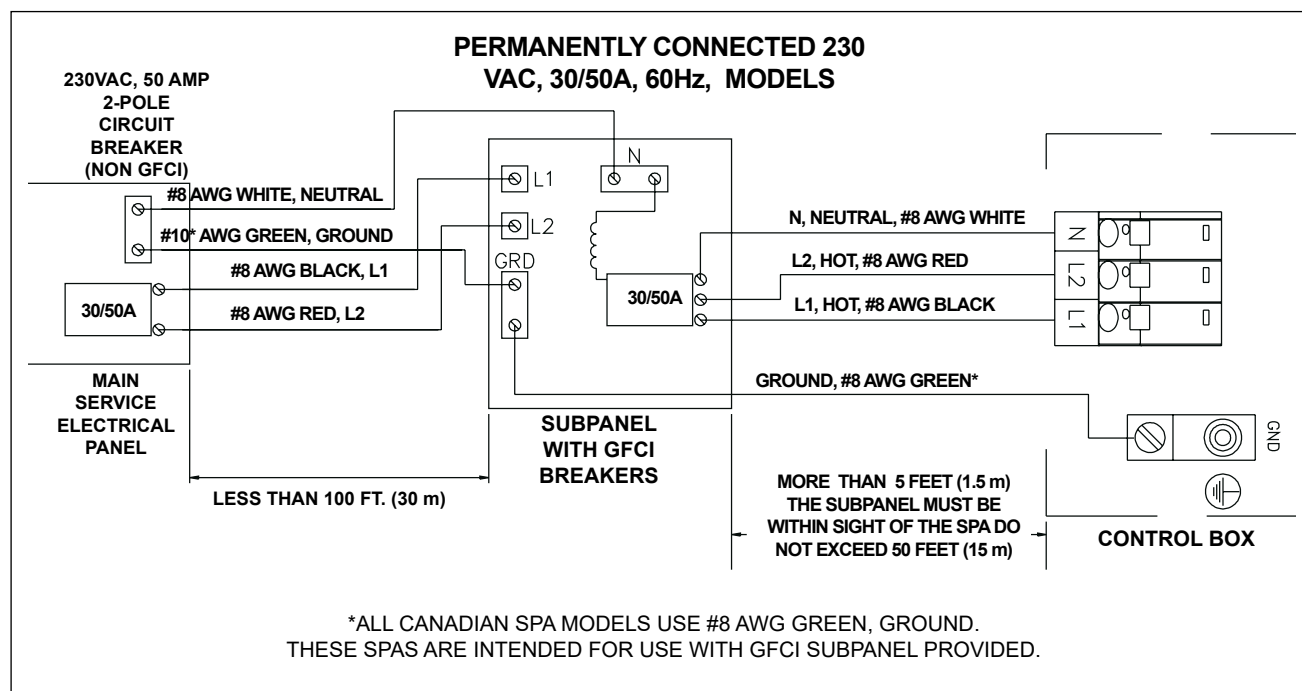 PERMANENTLY CONNECTED 230
VAC, 30/50A, 60Hz, MODELS
230VAC, 50 AMP
2-POLE
CIRCUIT
BREAKER
(NON GFCI)
#8 AWG WHITE, NEUTRAL
#10* AWG GREEN, GROUND
#8 AWG BLACK, L1
#8 AWG RED, L2
30/50A
MAIN
SERVICE
ELECTRICAL
PANEL
LESS THAN 100 FT. (30 m)
N
L1
L2
GRD
30/50A
SUBPANEL
WITH GFCI
BREAKERS
N, NEUTRAL, #8 AWG WHITE
L2, HOT, #8 AWG RED
L1, HOT, #8 AWG BLACK
GROUND, #8 AWG GREEN*
MORE THAN 5 FEET (1.5 m)
THE SUBPANEL MUST BE
WITHIN SIGHT OF THE SPA DO
NOT EXCEED 50 FEET (15 m)
N
L2
L1
GND
CONTROL BOX
*ALL CANADIAN SPA MODELS USE #8 AWG GREEN, GROUND.
THESE SPAS ARE INTENDED FOR USE WITH GFCI SUBPANEL PROVIDED.